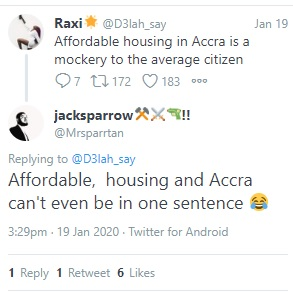 Raxi @D3lah_say Jan 19
Affordable housing in Accra is a
mockery to the average citizen
7 172 183
jacksparrow⚒⚔🔫!!
@Mrsparrtan
Replying to @D3lah_say
Affordable, housing and Accra
can't even be in one sentence 😂
3:29pm · 19 Jan 2020 · Twitter for Android
1 Reply 1 Retweet 6 Likes